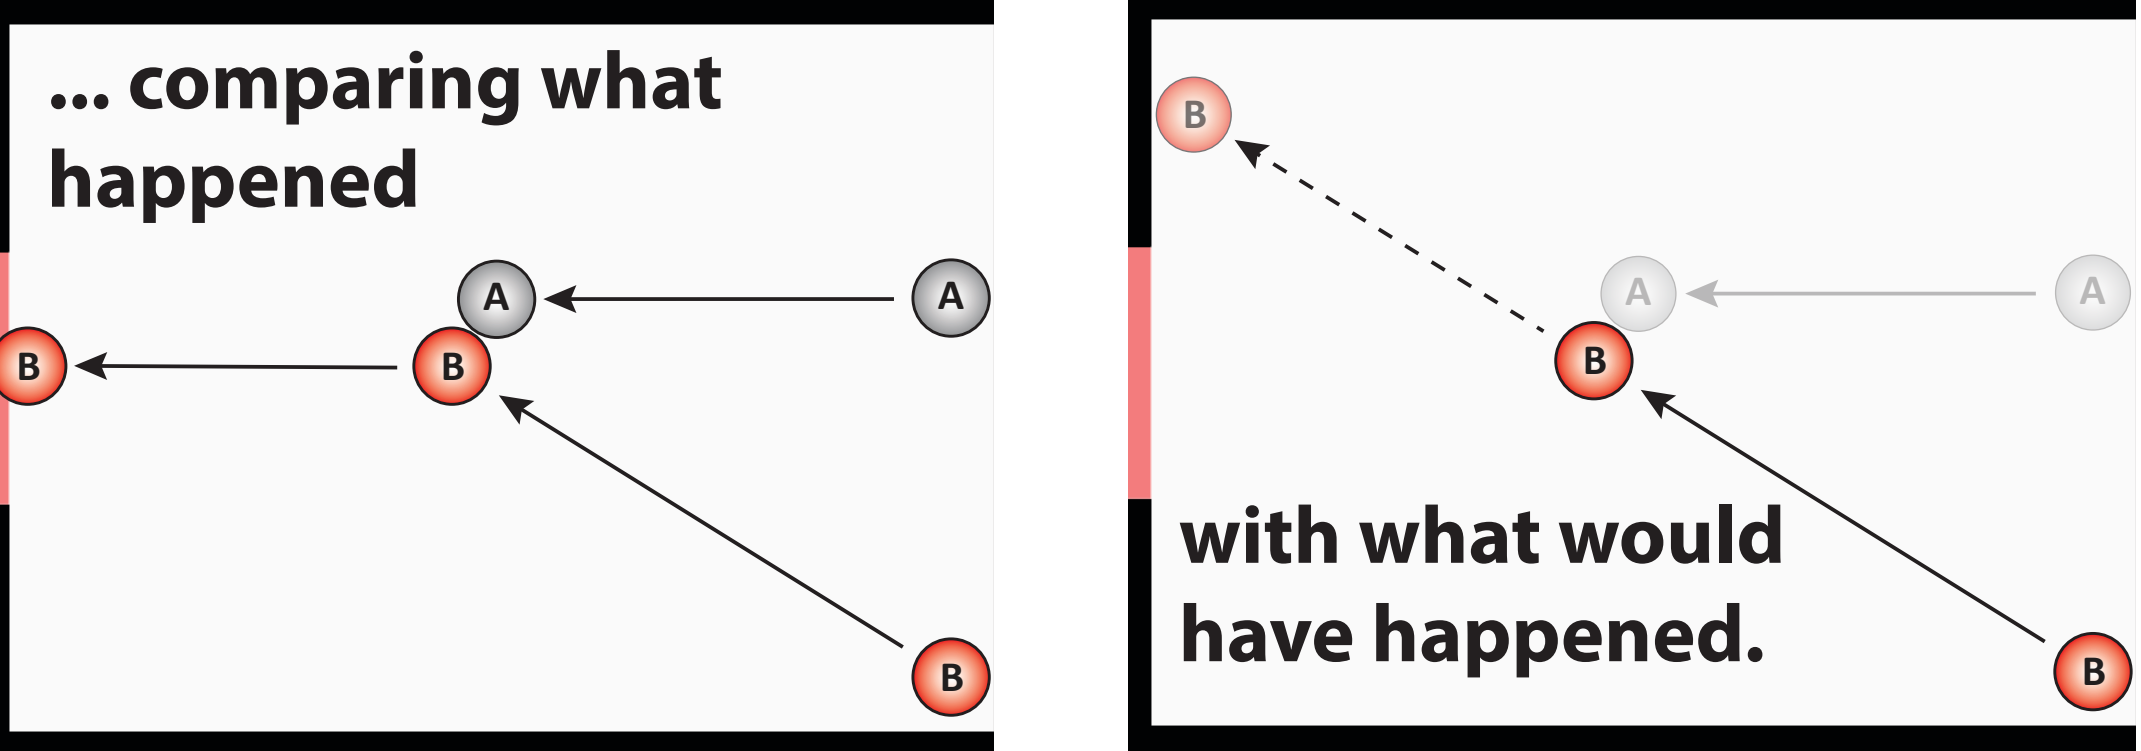 ... comparing what
happened
A
A
B
B
B
B
A
A
B
with what would
have happened.
B